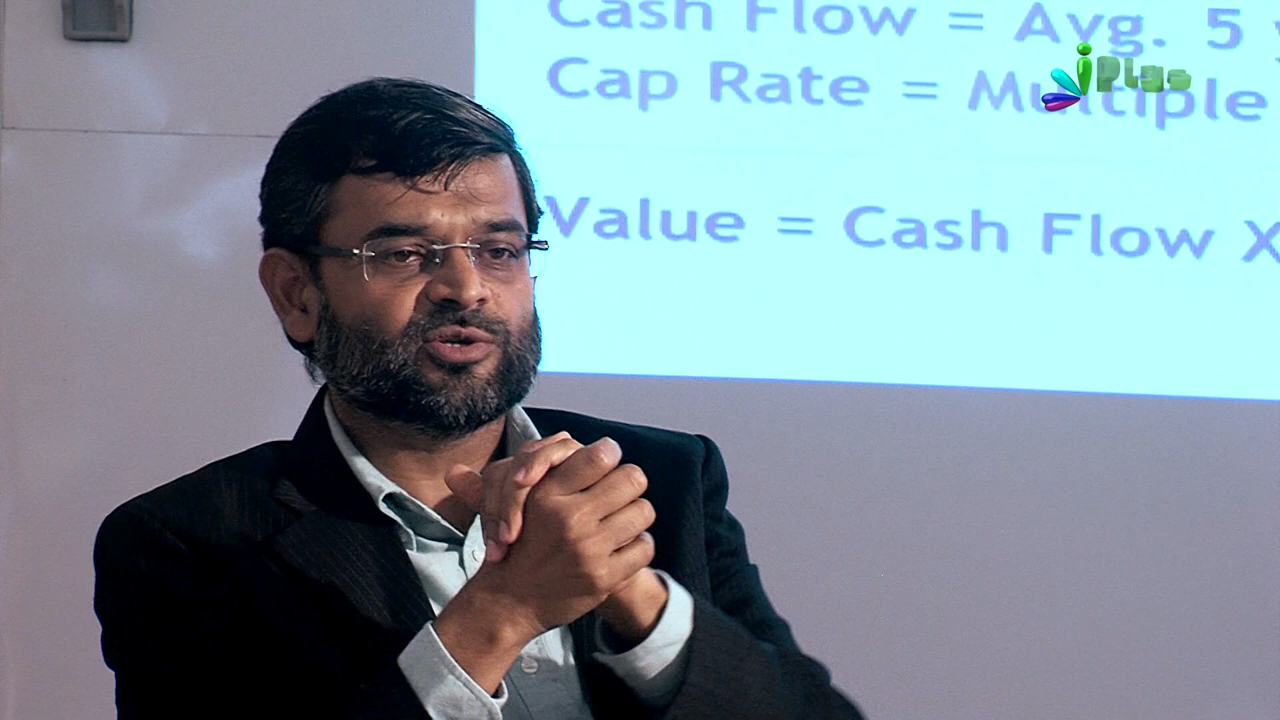 Cash Flow = Avg. 5
Cap Rate = Multiple
Value = Cash Flow X
iPlus